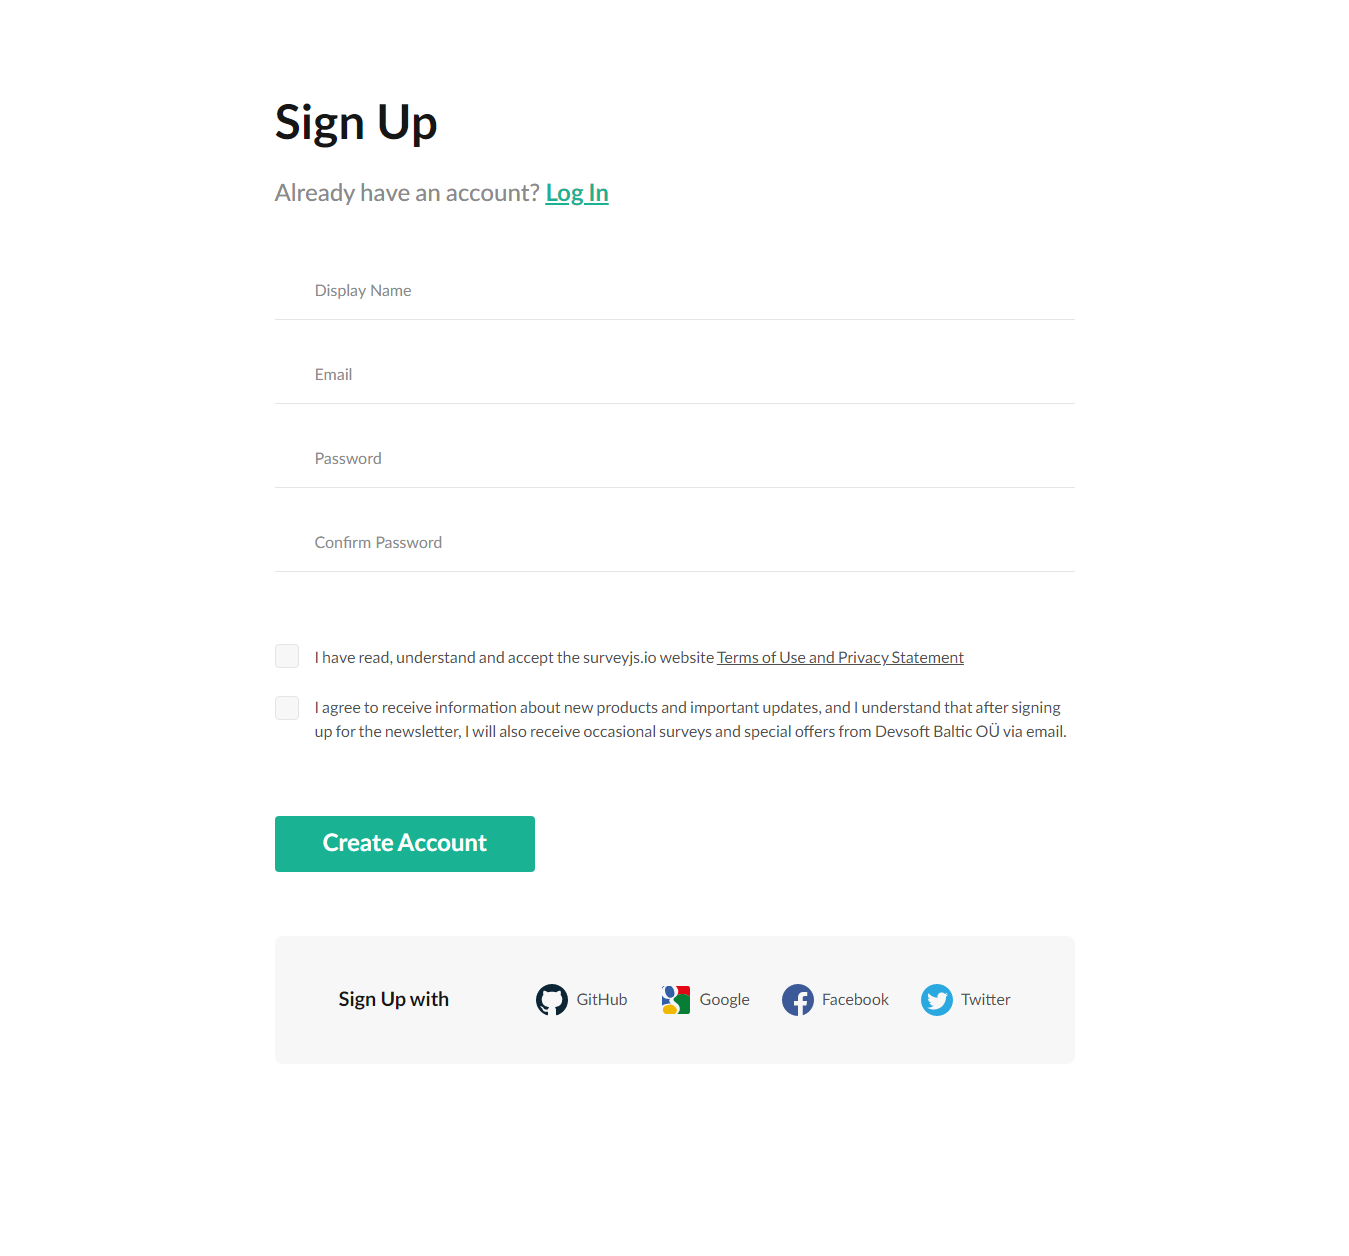 Sign Up
Already have an account? Log In
Display Name
Email
Password
Confirm Password
I have read, understand and accept the surveyjs.io website Terms of Use and Privacy Statement
I agree to receive information about new products and important updates, and I understand that after signing
up for the newsletter, I will also receive occasional surveys and special offers from Devsoft Baltic OÜ via email.
Create Account
Sign Up with GitHub Google Facebook Twitter